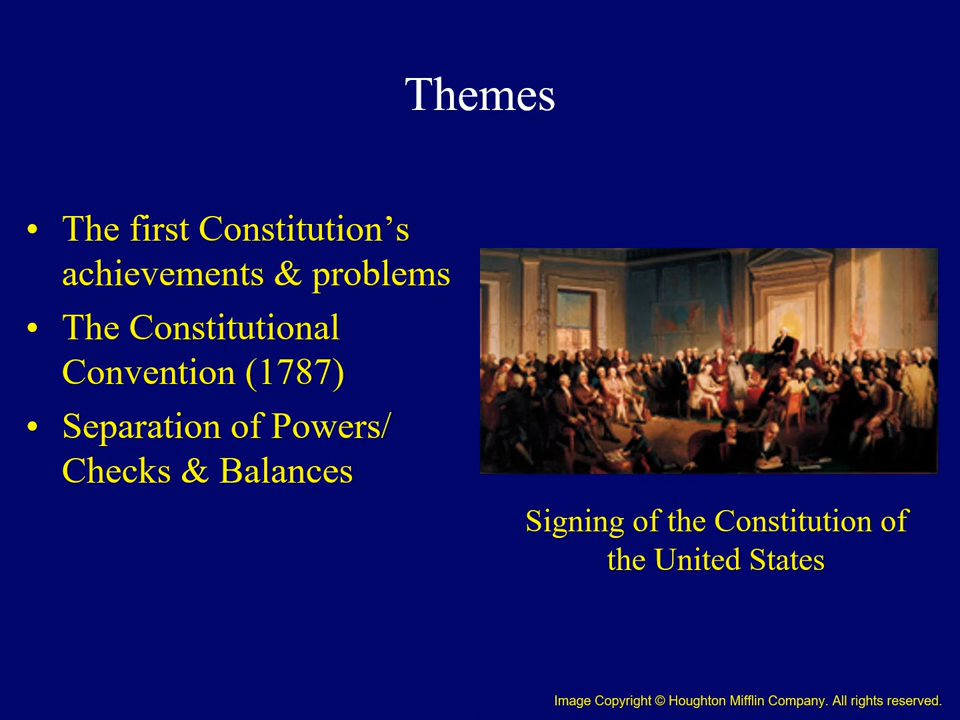 Themes
• The first Constitution’s
achievements & problems
• The Constitutional
Convention (1787)
• Separation of Powers/
Checks & Balances
Signing of the Constitution of
the United States
Image Copyright © Houghton Mifflin Company. All rights reserved.